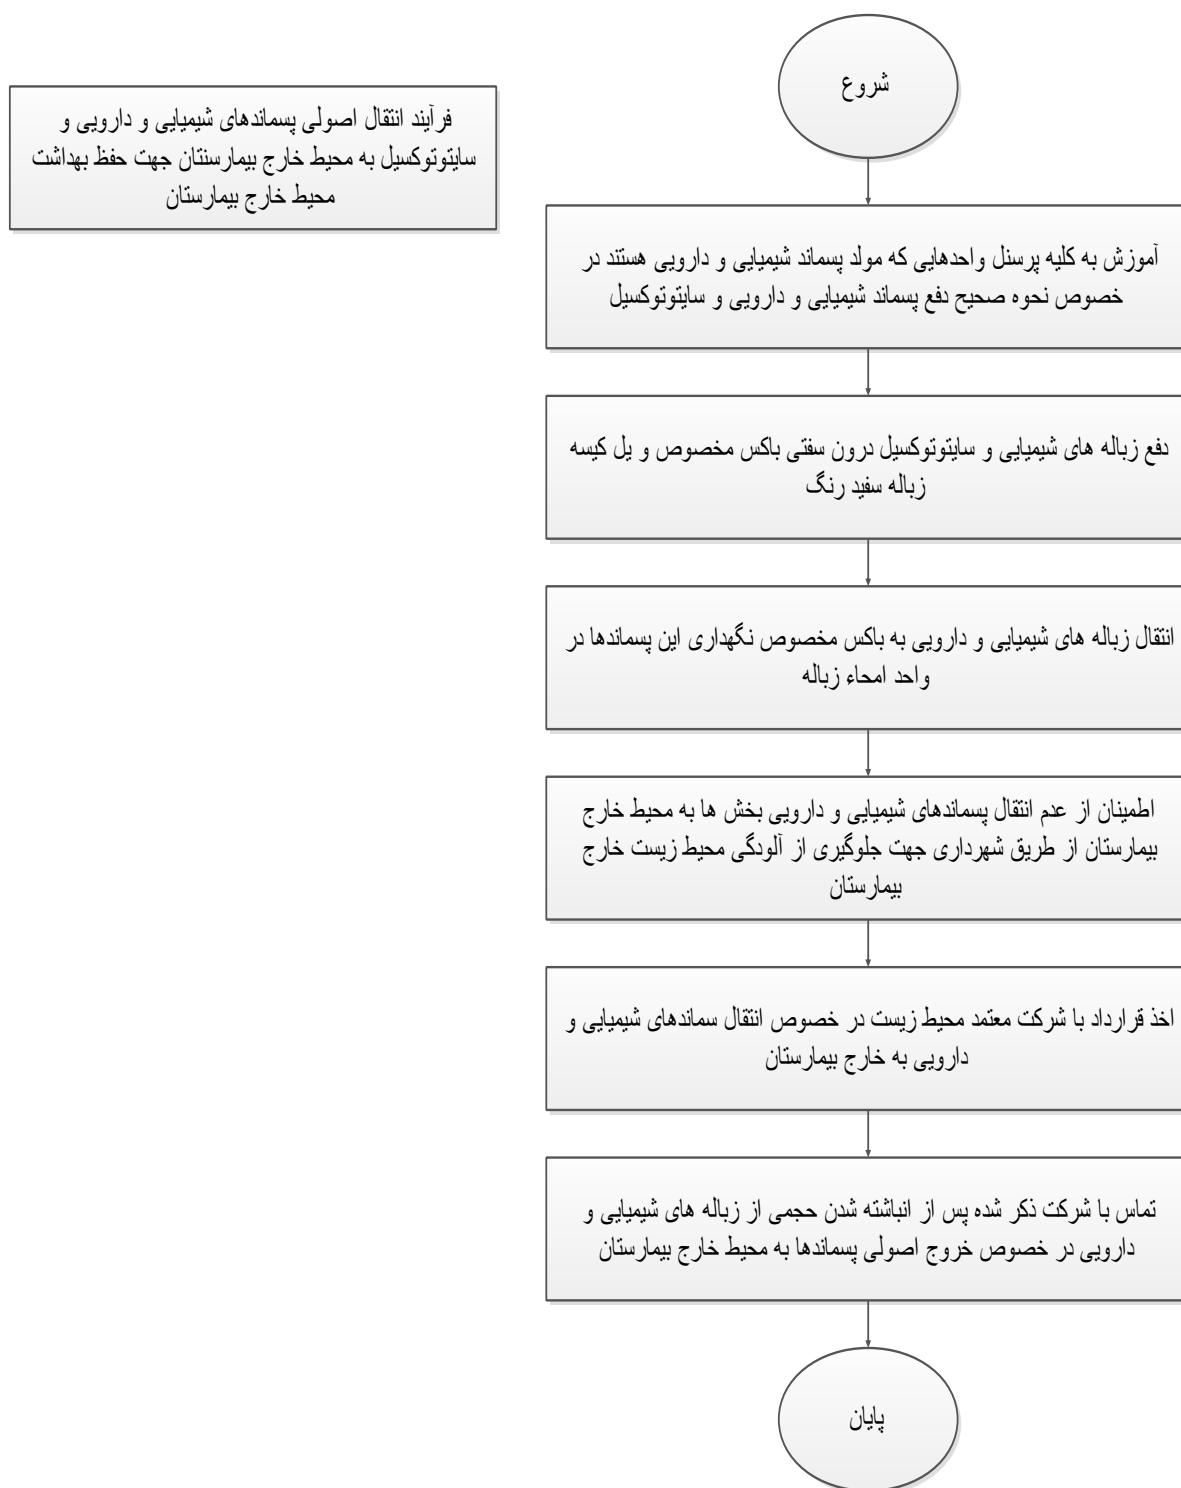 شروع
فرآیند انتقال اصولی پسماندهای شیمیایی و دارویی و
سایتوتوکسیل به محیط خارج بیمارسنتان جهت حفظ بهداشت
محیط خارج بیمارستان
آموزش به کلیه پرسنل واحدهایی که مولد پسماند شیمیایی و دارویی هستند در
خصوص نحوه صحیح دفع پسماند شیمیایی و دارویی و سایتوتوکسیل
دفع زباله های شیمیایی و سایتوتوکسیل درون سفتی باکس مخصوص و یل کیسه
زباله سفید رنگ
انتقال زباله های شیمیایی و دارویی به باکس مخصوص نگهداری این پسماندها در
واحد امحاء زباله
اطمینان از عدم انتقال پسماندهای شیمیایی و دارویی بخش ها به محیط خارج
بیمارستان از طریق شهرداری جهت جلوگیری از آلودگی محیط زیست خارج
بیمارستان
اخذ قرارداد با شرکت معتمد محیط زیست در خصوص انتقال سماندهای شیمیایی و
دارویی به خارج بیمارستان
تماس با شرکت ذکر شده پس از انباشته شدن حجمی از زباله های شیمیایی و
دارویی در خصوص خروج اصولی پسماندها به محیط خارج بیمارستان
پایان